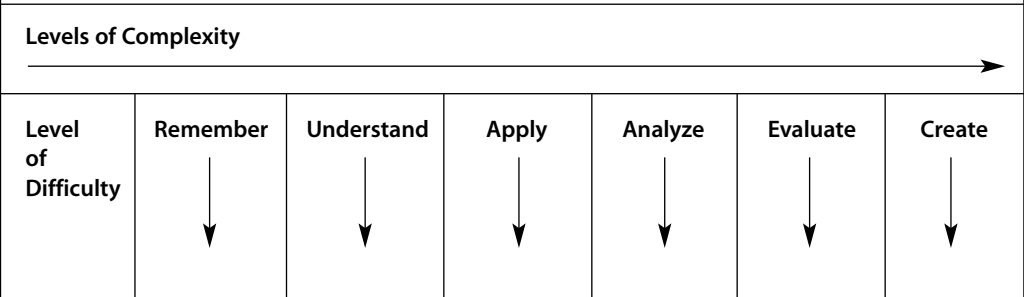 Levels of Complexity
Level Remember Understand Apply Analyze Evaluate Create
of
Difficulty